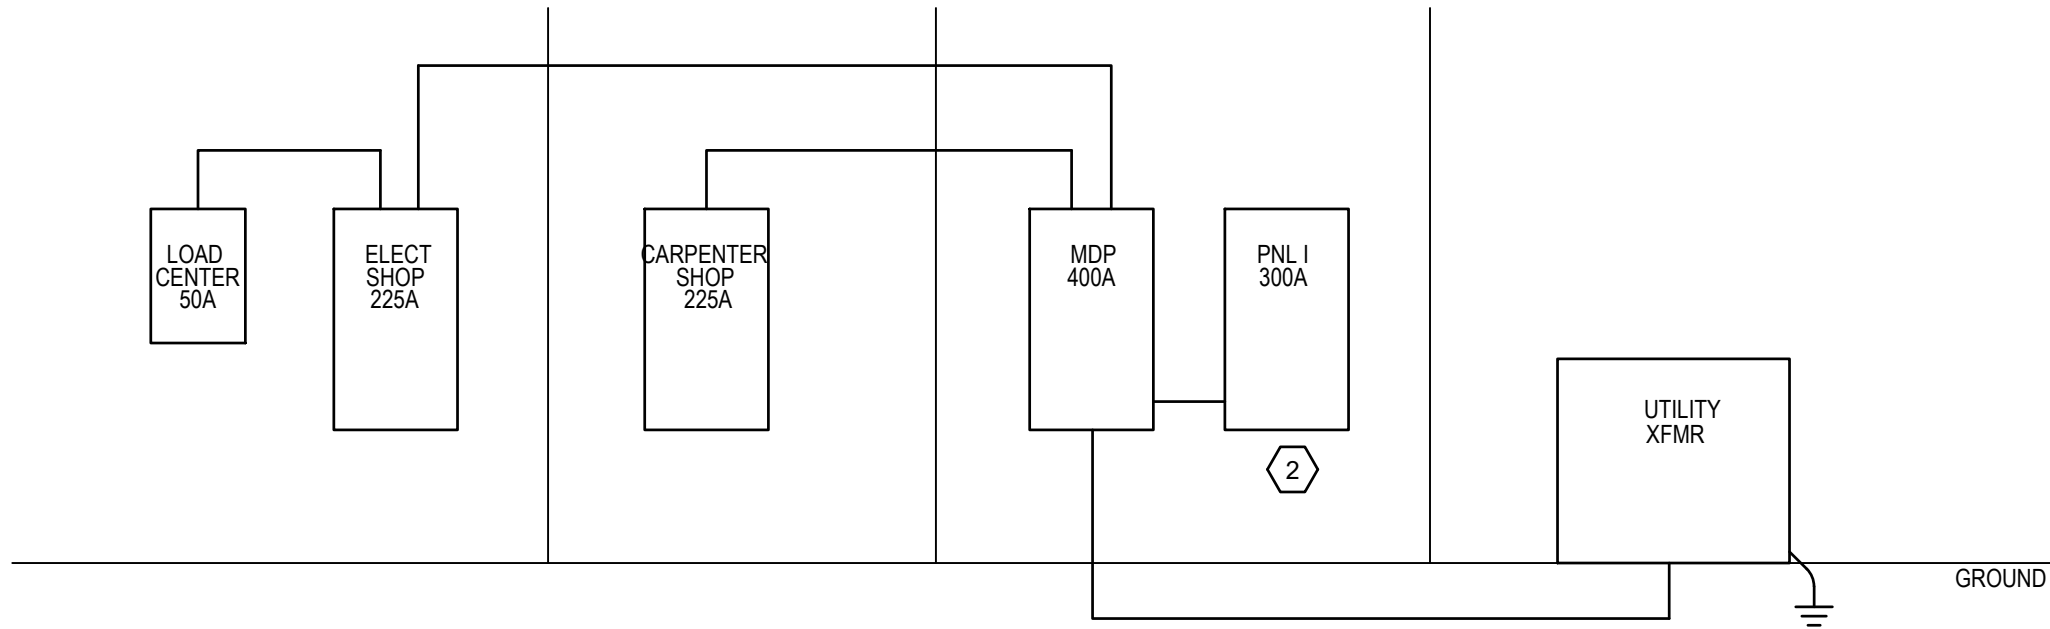 LOAD
CENTER
50A
ELECT
SHOP
225A
CARPENTER
SHOP
225A
MDP
400A
PNL I
300A
2
UTILITY
XFMR
GROUND